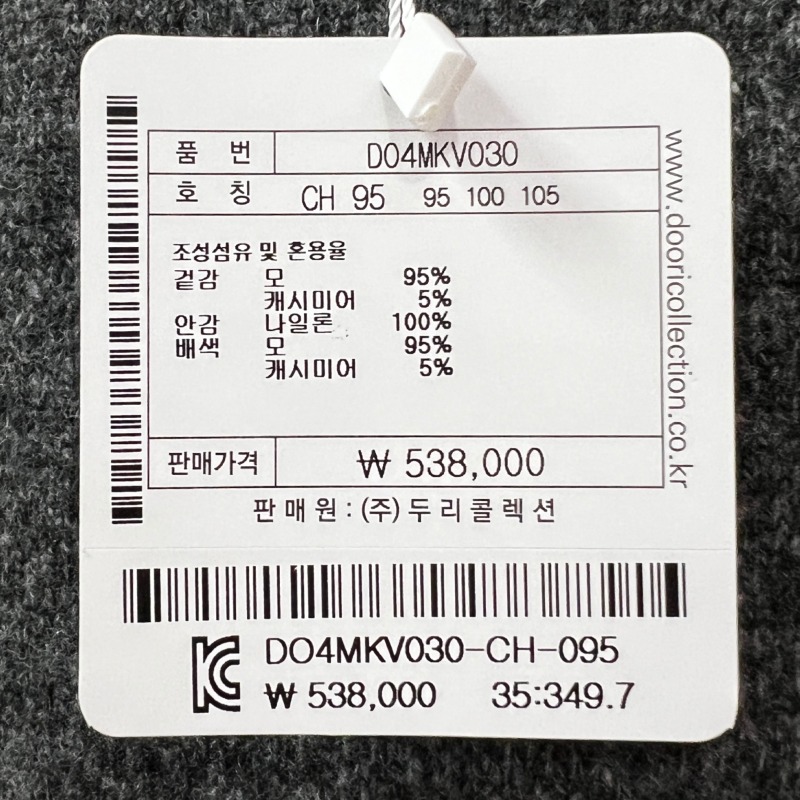 품 번 DO4MKV030
호 칭 CH 95 95 100 105
조성섬유 및 혼용율
겉감 모 95%
캐시미어 5%
안감 나일론 100%
배색 모 95%
캐시미어 5%
판매가격 ₩ 538,000
판매원 : (주)두리콜렉션
www.dooricollection.co.kr
KC DO4MKV030-CH-095
₩ 538,000 35:349.7